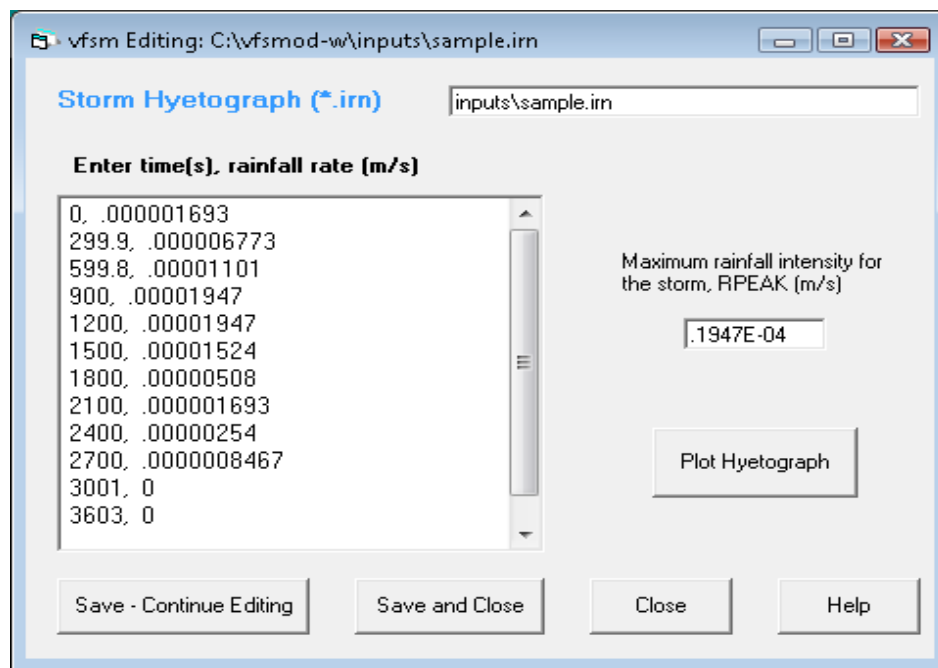 vfsm Editing: C:\vfsmod-w\inputs\sample.irn
Storm Hyetograph (*.irn)
inputs\sample.irn
Enter time(s), rainfall rate (m/s)
0, .000001693
299.9, .000006773
599.8, .00001101
900, .00001947
1200, .00001947
1500, .00001524
1800, .00000508
2100, .000001693
2400, .00000254
2700, .0000008467
3001, 0
3603, 0
Maximum rainfall intensity for
the storm, RPEAK (m/s)
.1947E-04
Plot Hyetograph
Save - Continue Editing
Save and Close
Close
Help